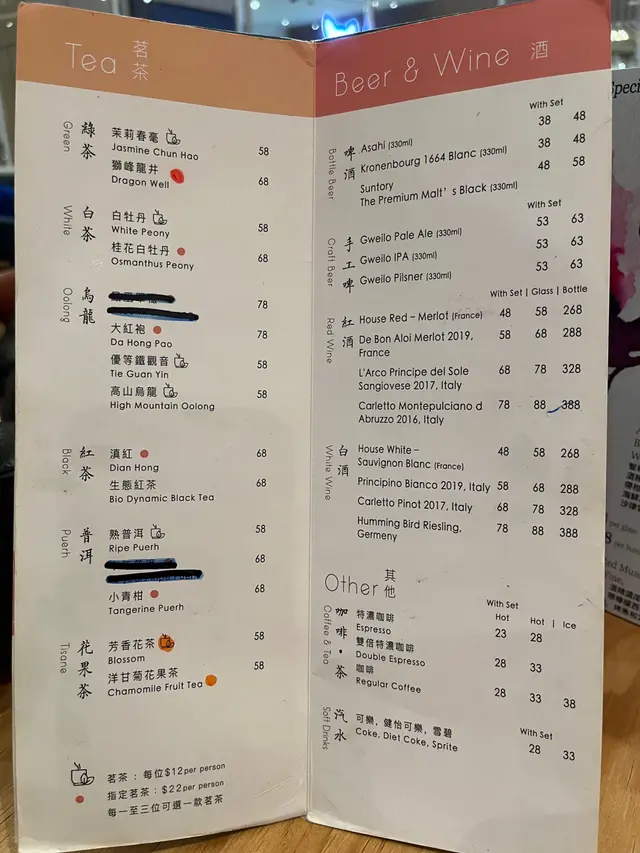 Tea 茗茶
Green 綠茶
茉莉春毫
Jasmine Chun Hao 58
獅峰龍井
Dragon Well 68
White 白茶
白牡丹
White Peony 58
桂花白牡丹
Osmanthus Peony 68
Oolong 烏龍
78
大紅袍 78
Da Hong Pao
優等鐵觀音 58
Tie Guan Yin
高山烏龍 58
High Mountain Oolong
Black 紅茶
滇紅 68
Dian Hong
生態紅茶 68
Bio Dynamic Black Tea
Puerh 普洱
熟普洱 58
Ripe Puerh
68
小青柑 68
Tangerine Puerh
Tisane 花果茶
芳香花茶 58
Blossom
洋甘菊花果茶 58
Chamomile Fruit Tea
茗茶：每位$12per person
指定茗茶：$22per person
每一至三位可選一款茗茶
Beer & Wine 酒
With Set
Bottle Beer 啤酒
Asahi (330ml) 38 48
Kronenbourg 1664 Blanc (330ml) 38 48
Suntory 48 58
The Premium Malt's Black (330ml)
With Set
Craft Beer 手工啤
Gweilo Pale Ale (330ml) 53 63
Gweilo IPA (330ml) 53 63
Gweilo Pilsner (330ml) 53 63
With Set | Glass | Bottle
Red Wine 紅酒
House Red – Merlot (France) 48 58 268
De Bon Aloi Merlot 2019, 58 68 288
France
L'Arco Principe del Sole 68 78 328
Sangiovese 2017, Italy
Carletto Montepulciano d 78 88 388
Abruzzo 2016, Italy
White Wine 白酒
House White – 48 58 268
Sauvignon Blanc (France)
Principino Bianco 2019, Italy 58 68 288
Carletto Pinot 2017, Italy 68 78 328
Humming Bird Riesling, 78 88 388
Germeny
Other 其他
With Set
Hot Hot | Ice
Coffee & Tea 咖啡・茶
特濃咖啡 23 28
Espresso
雙倍特濃咖啡 28 33
Double Espresso
咖啡 28 33 38
Regular Coffee
Soft Drinks 汽水
With Set
可樂, 健怡可樂, 雪碧 28 33
Coke, Diet Coke, Sprite